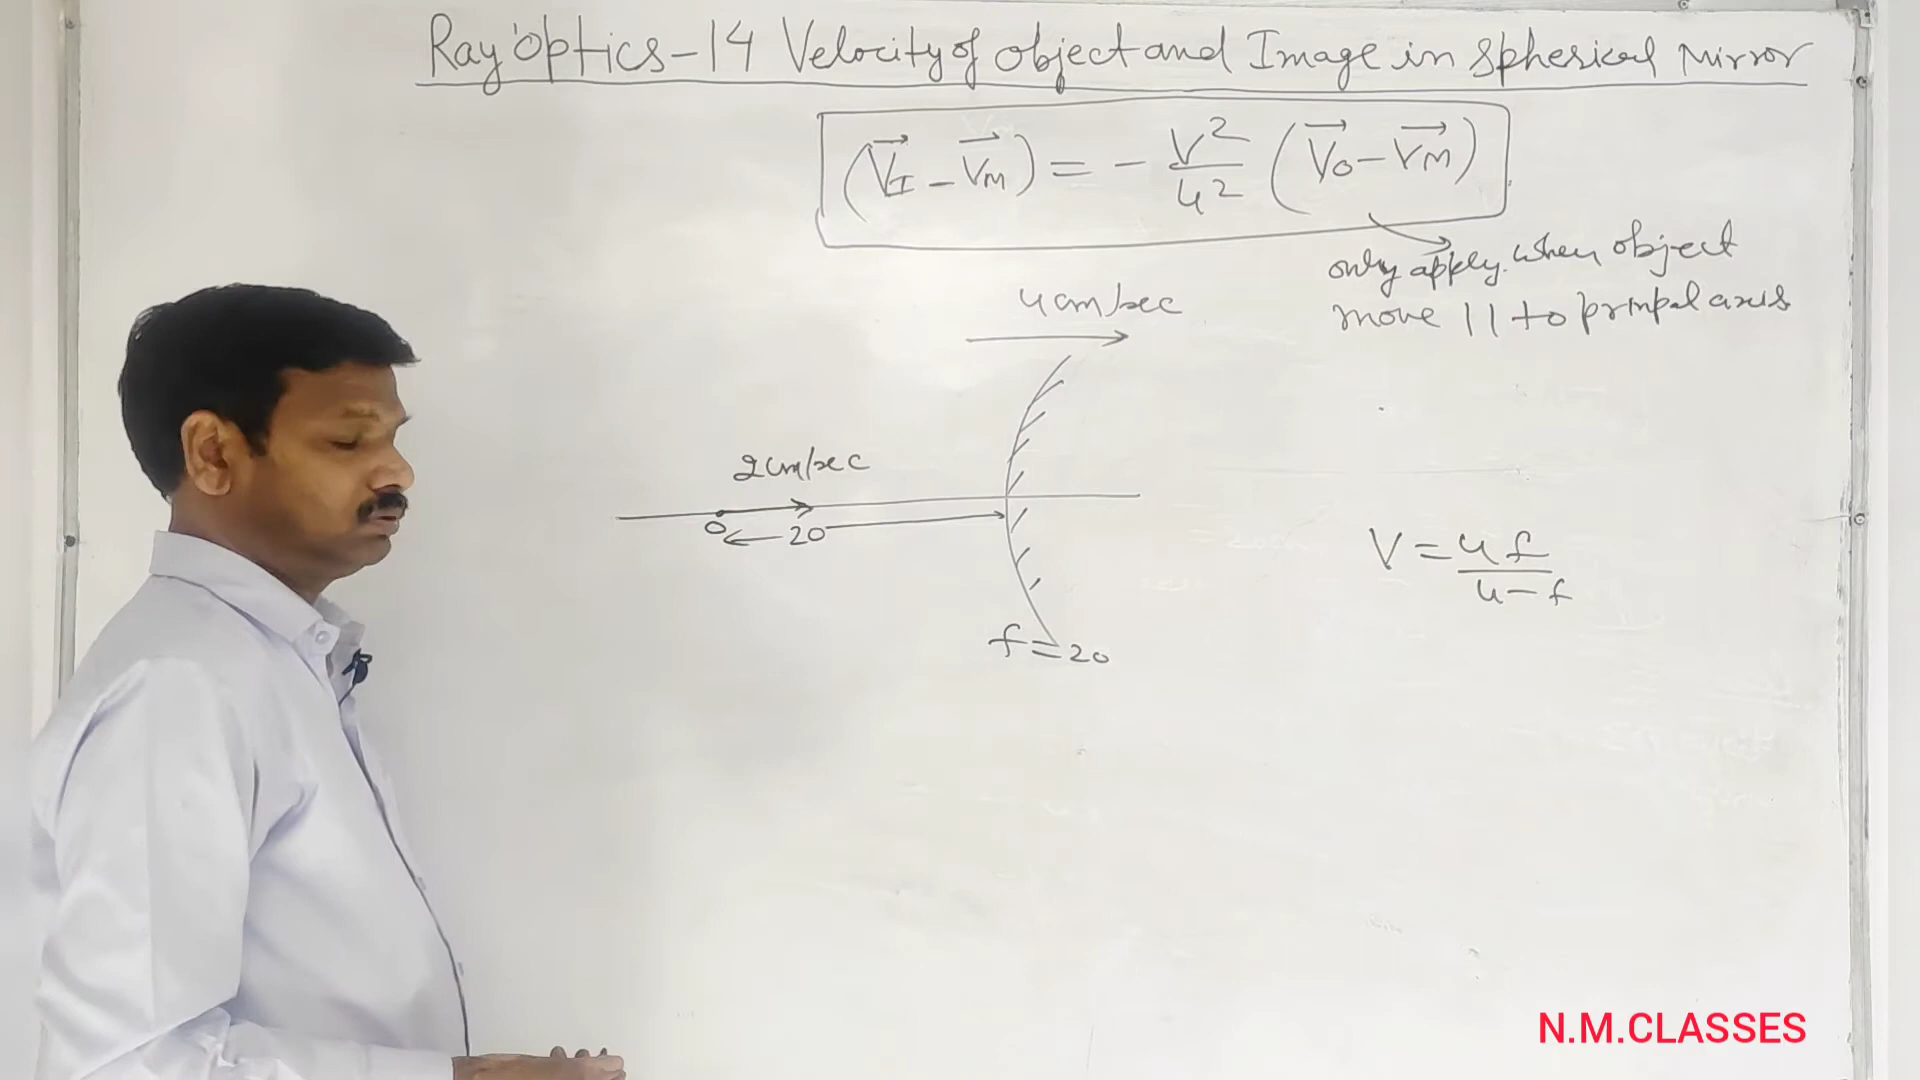 Ray Optics-14 Velocity of object and Image in Spherical Mirror
(V⃗I - V⃗M) = - V²/u² (V⃗O - V⃗M)
only apply when object
move || to prinpal axis
4cm/sec
2cm/sec
O
20
V = uf/u-f
f=20
N.M.CLASSES